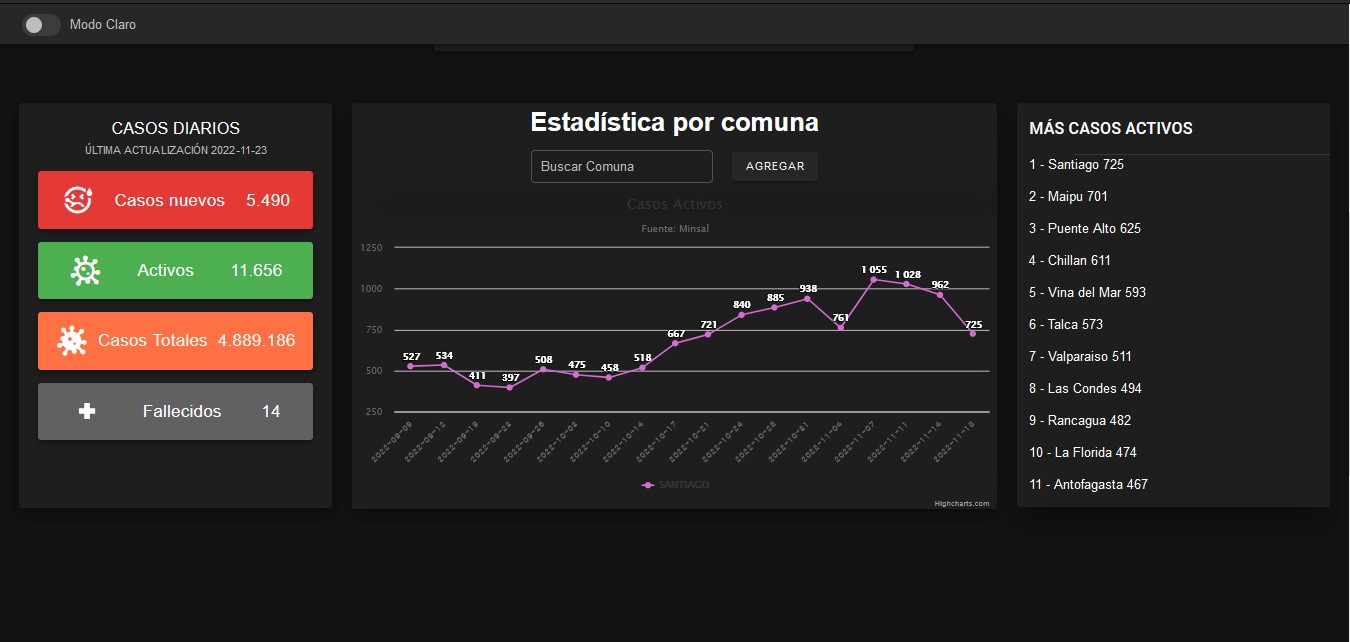 Modo Claro
CASOS DIARIOS
ÚLTIMA ACTUALIZACIÓN 2022-11-23
Casos nuevos 5.490
Activos 11.656
Casos Totales 4.889.186
Fallecidos 14
Estadística por comuna
Buscar Comuna AGREGAR
Casos Activos
Fuente: Minsal
1250
1000
750
500
250
527 534 411 397 508 475 458 518 667 721 840 885 938 761 1 055 1 028 962 725
2022-09-09 2022-09-12 2022-09-19 2022-09-23 2022-09-26 2022-10-03 2022-10-10 2022-10-14 2022-10-17 2022-10-21 2022-10-24 2022-10-28 2022-10-31 2022-11-04 2022-11-07 2022-11-11 2022-11-14 2022-11-18
SANTIAGO
Highcharts.com
MÁS CASOS ACTIVOS
1 - Santiago 725
2 - Maipu 701
3 - Puente Alto 625
4 - Chillan 611
5 - Vina del Mar 593
6 - Talca 573
7 - Valparaiso 511
8 - Las Condes 494
9 - Rancagua 482
10 - La Florida 474
11 - Antofagasta 467